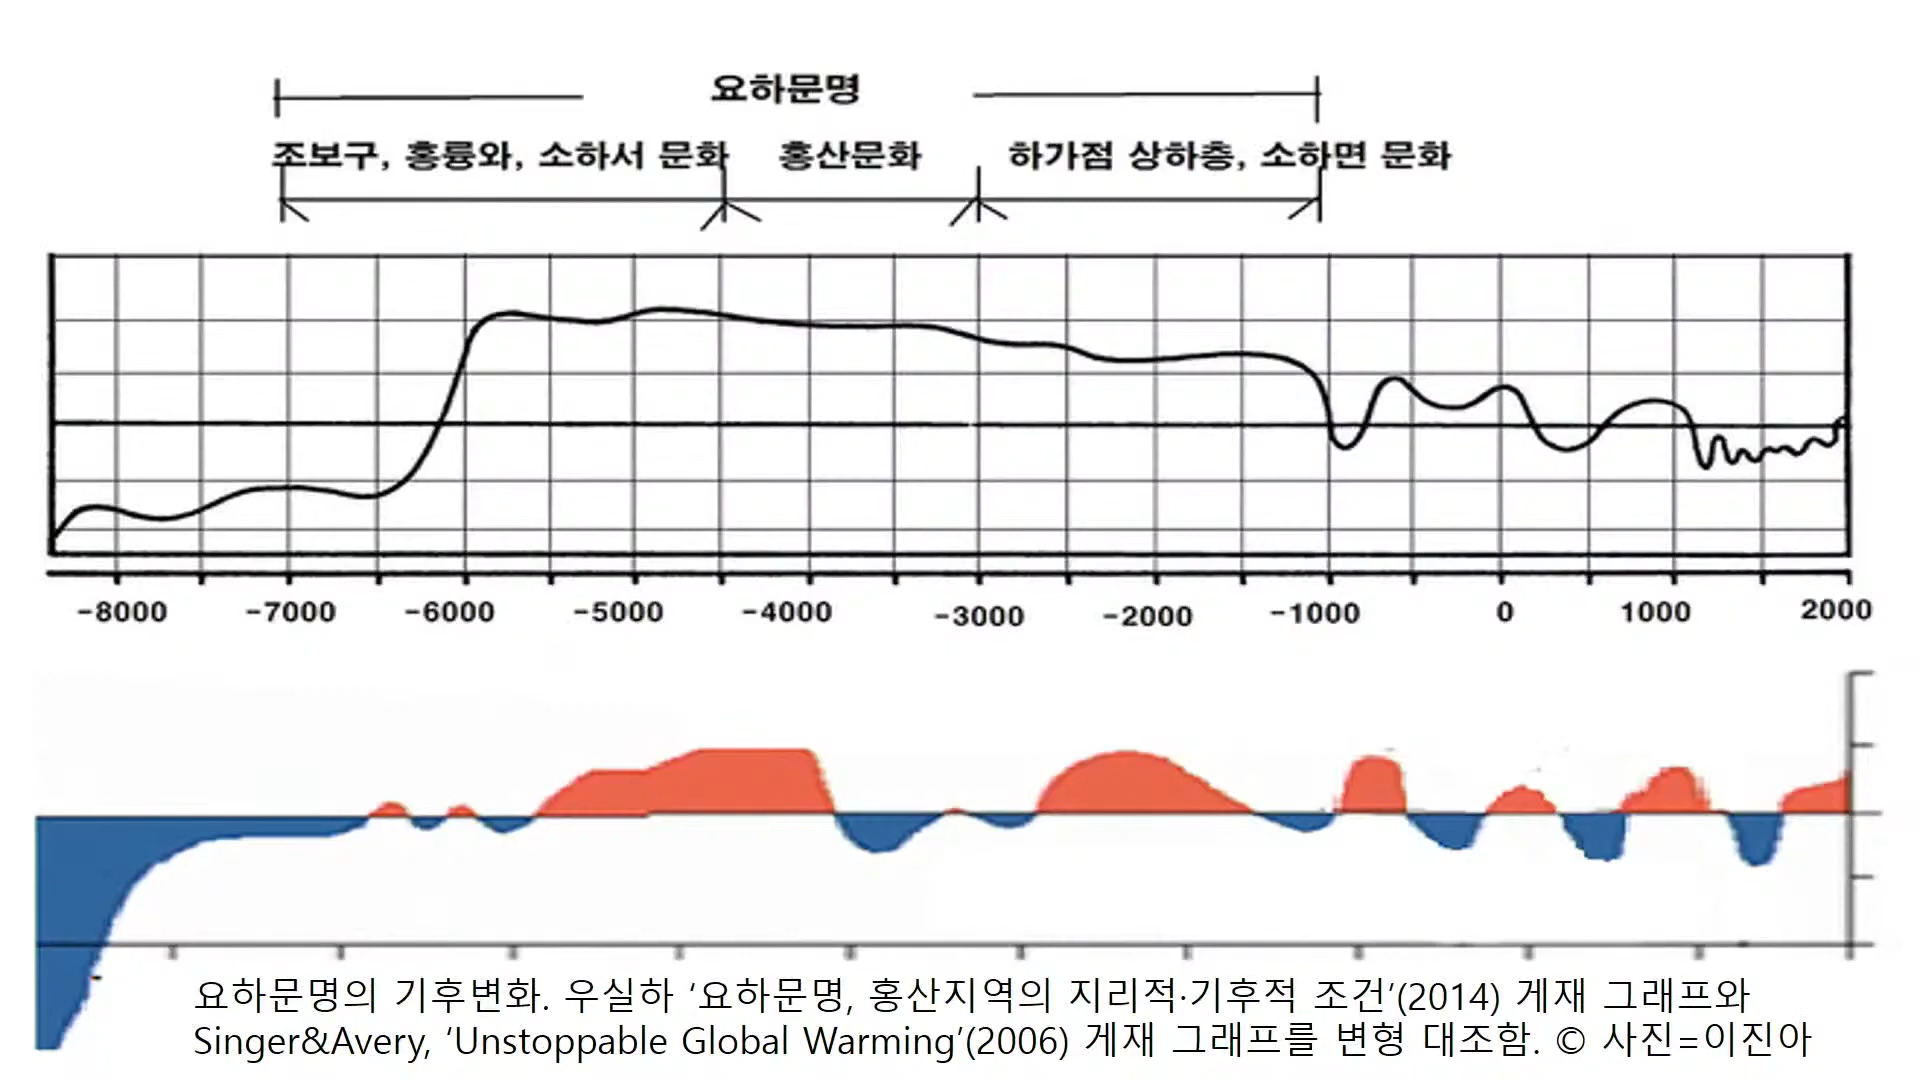 요하문명
조보구, 흥륭와, 소하서 문화 홍산문화 하가점 상하층, 소하면 문화
-8000 -7000 -6000 -5000 -4000 -3000 -2000 -1000 0 1000 2000
요하문명의 기후변화. 우실하 ‘요하문명, 홍산지역의 지리적·기후적 조건’(2014) 게재 그래프와
Singer&Avery, ‘Unstoppable Global Warming’(2006) 게재 그래프를 변형 대조함. © 사진=이진아